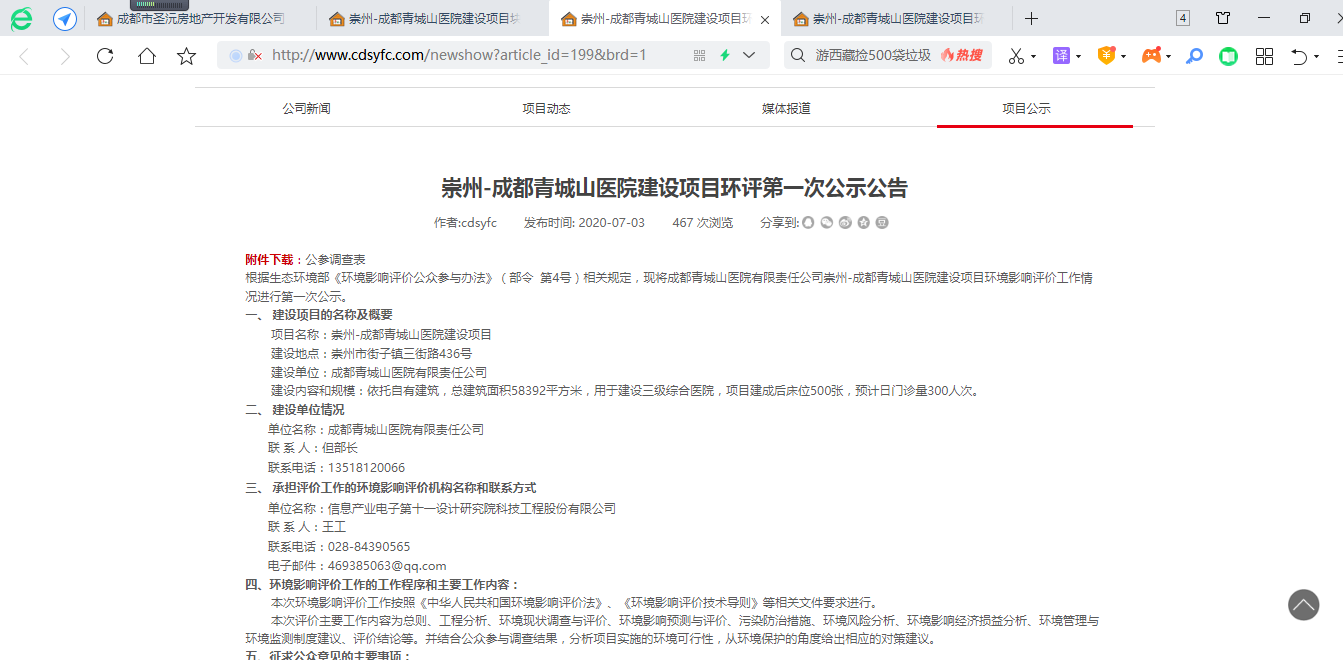 成都市圣沅房地产开发有限公司
崇州-成都青城山医院建设项目
崇州-成都青城山医院建设项目环
崇州-成都青城山医院建设项目环
4
http://www.cdsyfc.com/newshow?article_id=199&brd=1
游西藏捡500袋垃圾
热搜
译
公司新闻
项目动态
媒体报道
项目公示
崇州-成都青城山医院建设项目环评第一次公示公告
作者:cdsyfc 发布时间: 2020-07-03 467 次浏览 分享到:
附件下载：公参调查表
根据生态环境部《环境影响评价公众参与办法》（部令 第4号）相关规定，现将成都青城山医院有限责任公司崇州-成都青城山医院建设项目环境影响评价工作情
况进行第一次公示。
一、 建设项目的名称及概要
项目名称：崇州-成都青城山医院建设项目
建设地点：崇州市街子镇三街路436号
建设单位：成都青城山医院有限责任公司
建设内容和规模：依托自有建筑，总建筑面积58392平方米，用于建设三级综合医院，项目建成后床位500张，预计日门诊量300人次。
二、 建设单位情况
单位名称：成都青城山医院有限责任公司
联 系 人：但部长
联系电话：13518120066
三、 承担评价工作的环境影响评价机构名称和联系方式
单位名称：信息产业电子第十一设计研究院科技工程股份有限公司
联 系 人：王工
联系电话：028-84390565
电子邮件：469385063@qq.com
四、环境影响评价工作的工作程序和主要工作内容：
本次环境影响评价工作按照《中华人民共和国环境影响评价法》、《环境影响评价技术导则》等相关文件要求进行。
本次评价主要工作内容为总则、工程分析、环境现状调查与评价、环境影响预测与评价、污染防治措施、环境风险分析、环境影响经济损益分析、环境管理与
环境监测制度建议、评价结论等。并结合公众参与调查结果，分析项目实施的环境可行性，从环境保护的角度给出相应的对策建议。
五、征求公众意见的主要事项：